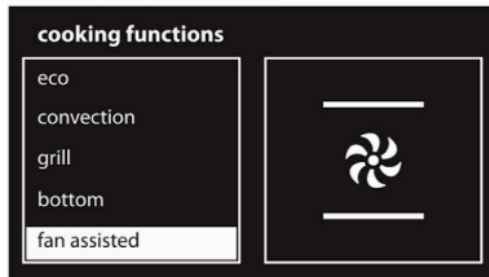 cooking functions
eco
convection
grill
bottom
fan assisted